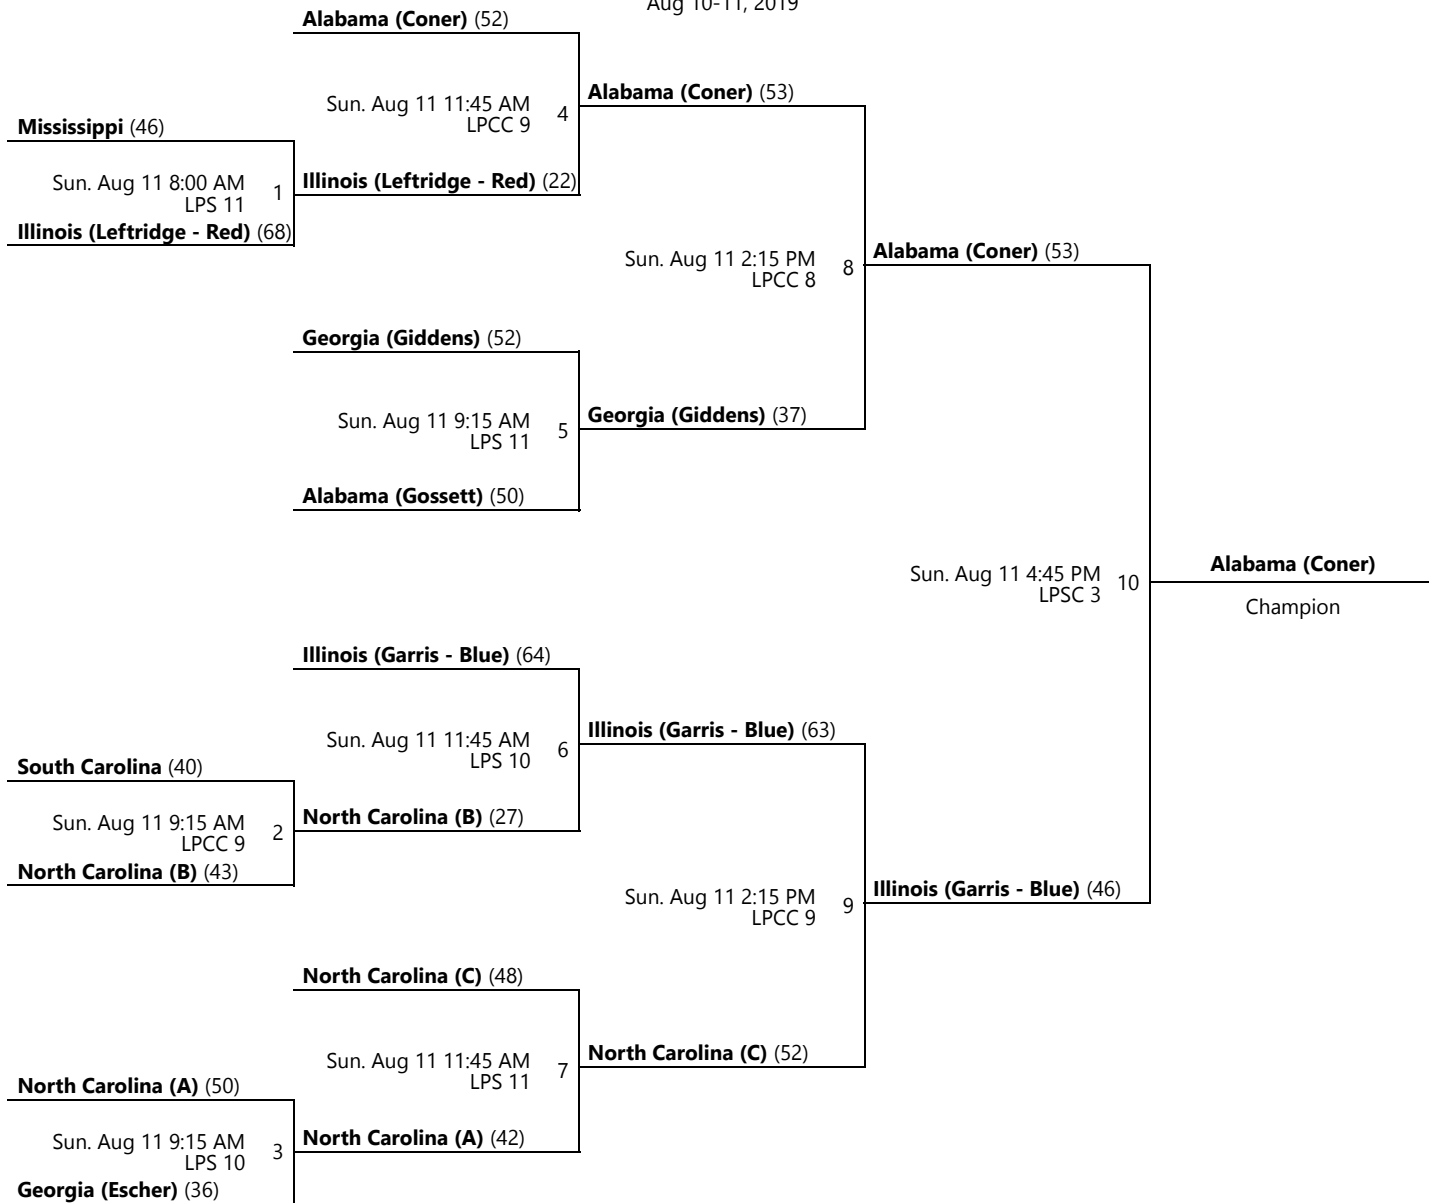 Aug 10-11, 2019
Alabama (Coner) (52)
Sun. Aug 11 11:45 AM
LPCC 9
4
Alabama (Coner) (53)
Mississippi (46)
Sun. Aug 11 8:00 AM
LPS 11
1
Illinois (Leftridge - Red) (22)
Illinois (Leftridge - Red) (68)
Sun. Aug 11 2:15 PM
LPCC 8
8
Alabama (Coner) (53)
Georgia (Giddens) (52)
Sun. Aug 11 9:15 AM
LPS 11
5
Georgia (Giddens) (37)
Alabama (Gossett) (50)
Sun. Aug 11 4:45 PM
LPSC 3
10
Alabama (Coner)
Champion
Illinois (Garris - Blue) (64)
Sun. Aug 11 11:45 AM
LPS 10
6
Illinois (Garris - Blue) (63)
South Carolina (40)
Sun. Aug 11 9:15 AM
LPCC 9
2
North Carolina (B) (27)
North Carolina (B) (43)
Sun. Aug 11 2:15 PM
LPCC 9
9
Illinois (Garris - Blue) (46)
North Carolina (C) (48)
Sun. Aug 11 11:45 AM
LPS 11
7
North Carolina (C) (52)
North Carolina (A) (50)
Sun. Aug 11 9:15 AM
LPS 10
3
North Carolina (A) (42)
Georgia (Escher) (36)